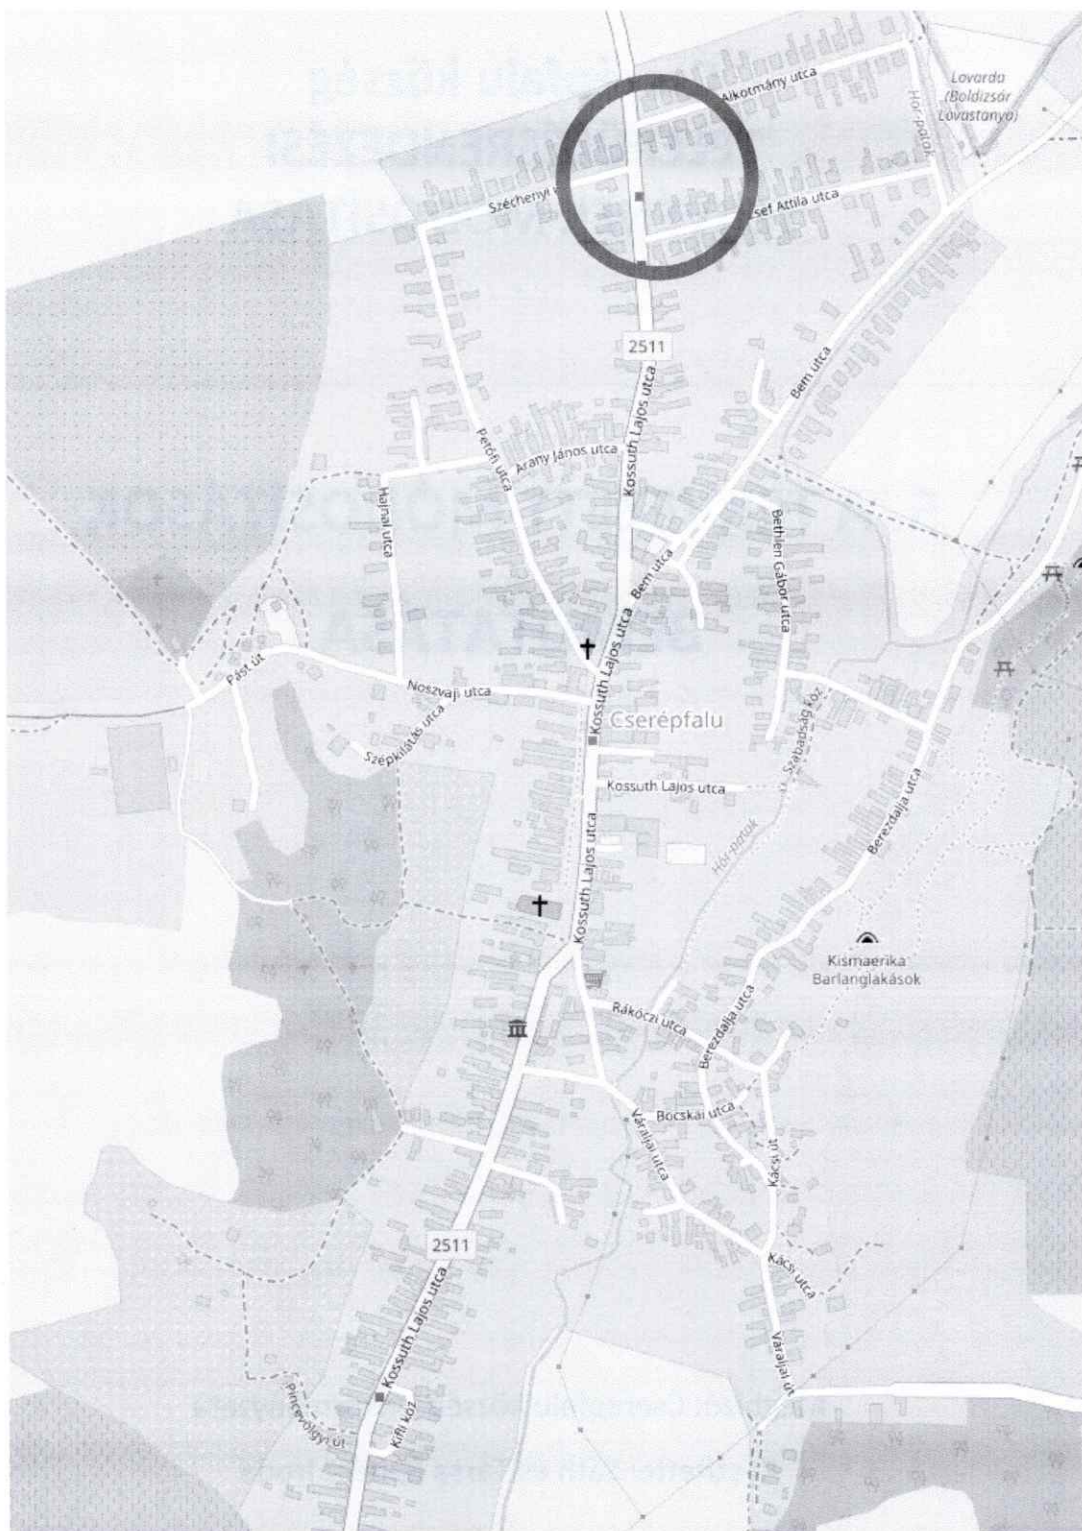 Alkotmány utca
Lovarda
(Boldizsár
Lovastanya)
Hór-patak
Széchenyi
sef Attila utca
2511
Kossuth Lajos utca
Bem utca
Petőfi utca
Arany János utca
Hajnal utca
Bethlen Gábor utca
Bem utca
Kossuth Lajos utca
Pást út
Noszvaji utca
Szépkilátás utca
Cserépfalu
Szabadság köz
Kossuth Lajos utca
Berezdalja utca
Hór-patak
Kossuth Lajos utca
Kismaerika
Barlanglakások
Rákóczi utca
Berezdalja utca
Bocskai utca
Váraljai utca
Kácsi út
2511
Kácsi utca
Kossuth Lajos utca
Váraljai út
Pincevölgyi út
Kifli köz